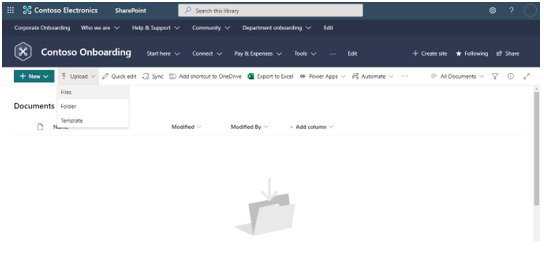 Contoso Electronics SharePoint Search this library ?
Corporate Onboarding Who we are Help & Support Community Department onboarding Edit
Contoso Onboarding Start here Connect Pay & Expenses Tools ... Edit + Create site Following Share
+ New Upload Quick edit Sync Add shortcut to OneDrive Export to Excel Power Apps Automate ... All Documents
Files
Documents Folder
Template
Name Modified Modified By + Add column